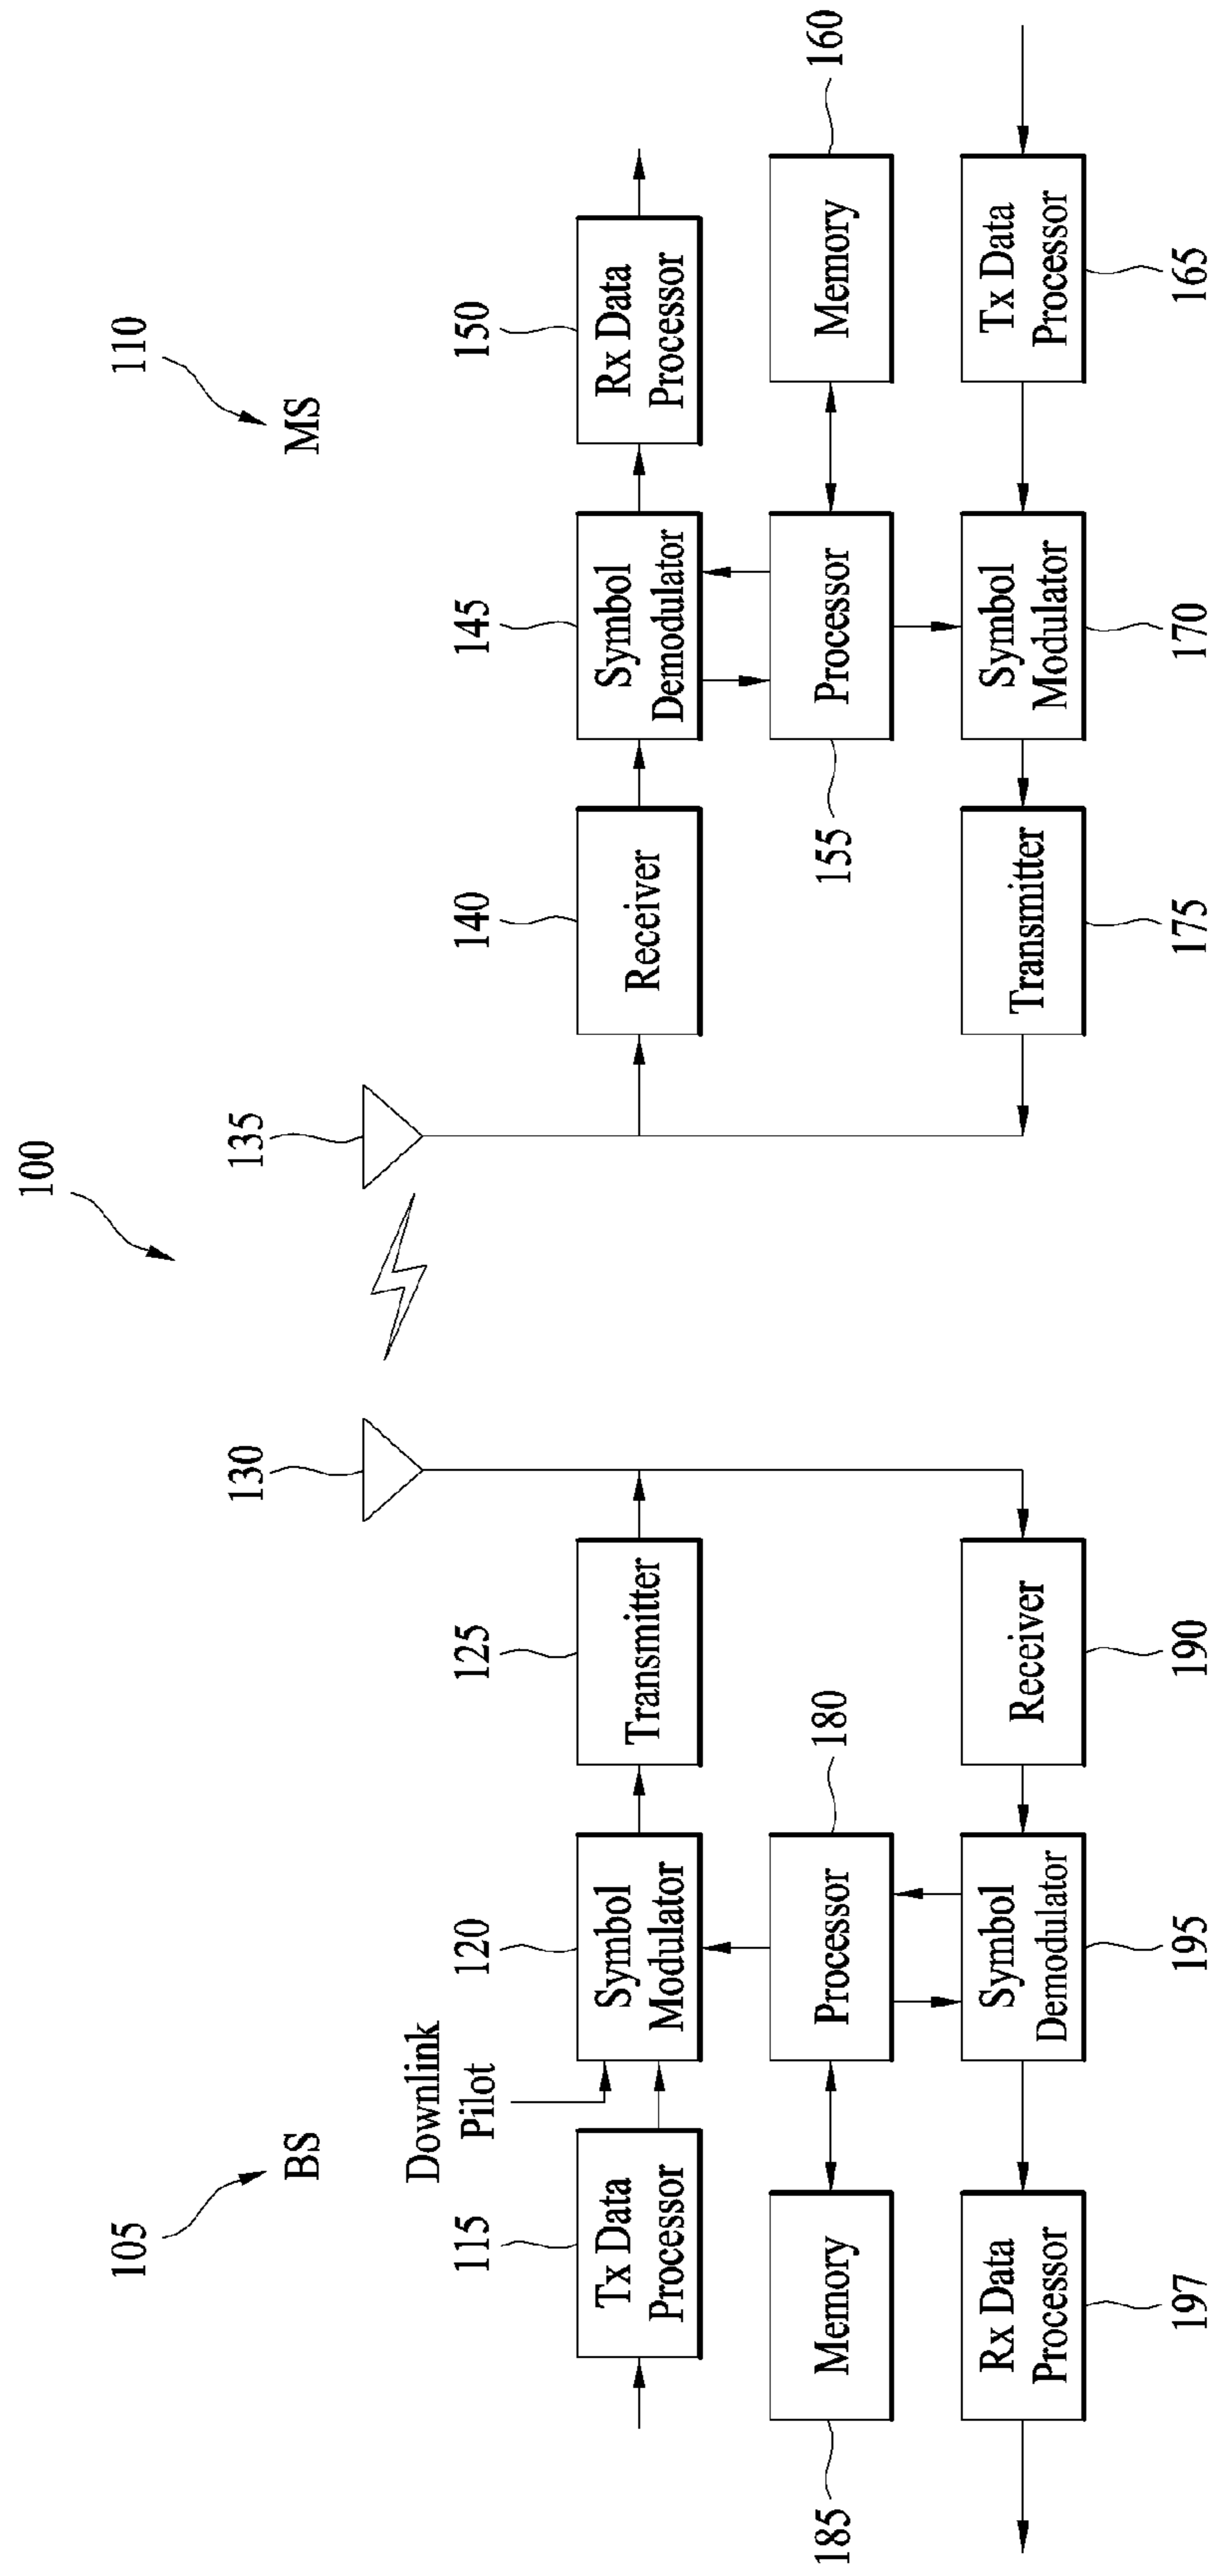 100
105
BS
110
MS
Downlink
Pilot
115
Tx Data
Processor
120
Symbol
Modulator
125
Transmitter
130
135
140
Receiver
145
Symbol
Demodulator
150
Rx Data
Processor
185
Memory
180
Processor
155
Processor
160
Memory
197
Rx Data
Processor
195
Symbol
Demodulator
190
Receiver
175
Transmitter
170
Symbol
Modulator
165
Tx Data
Processor